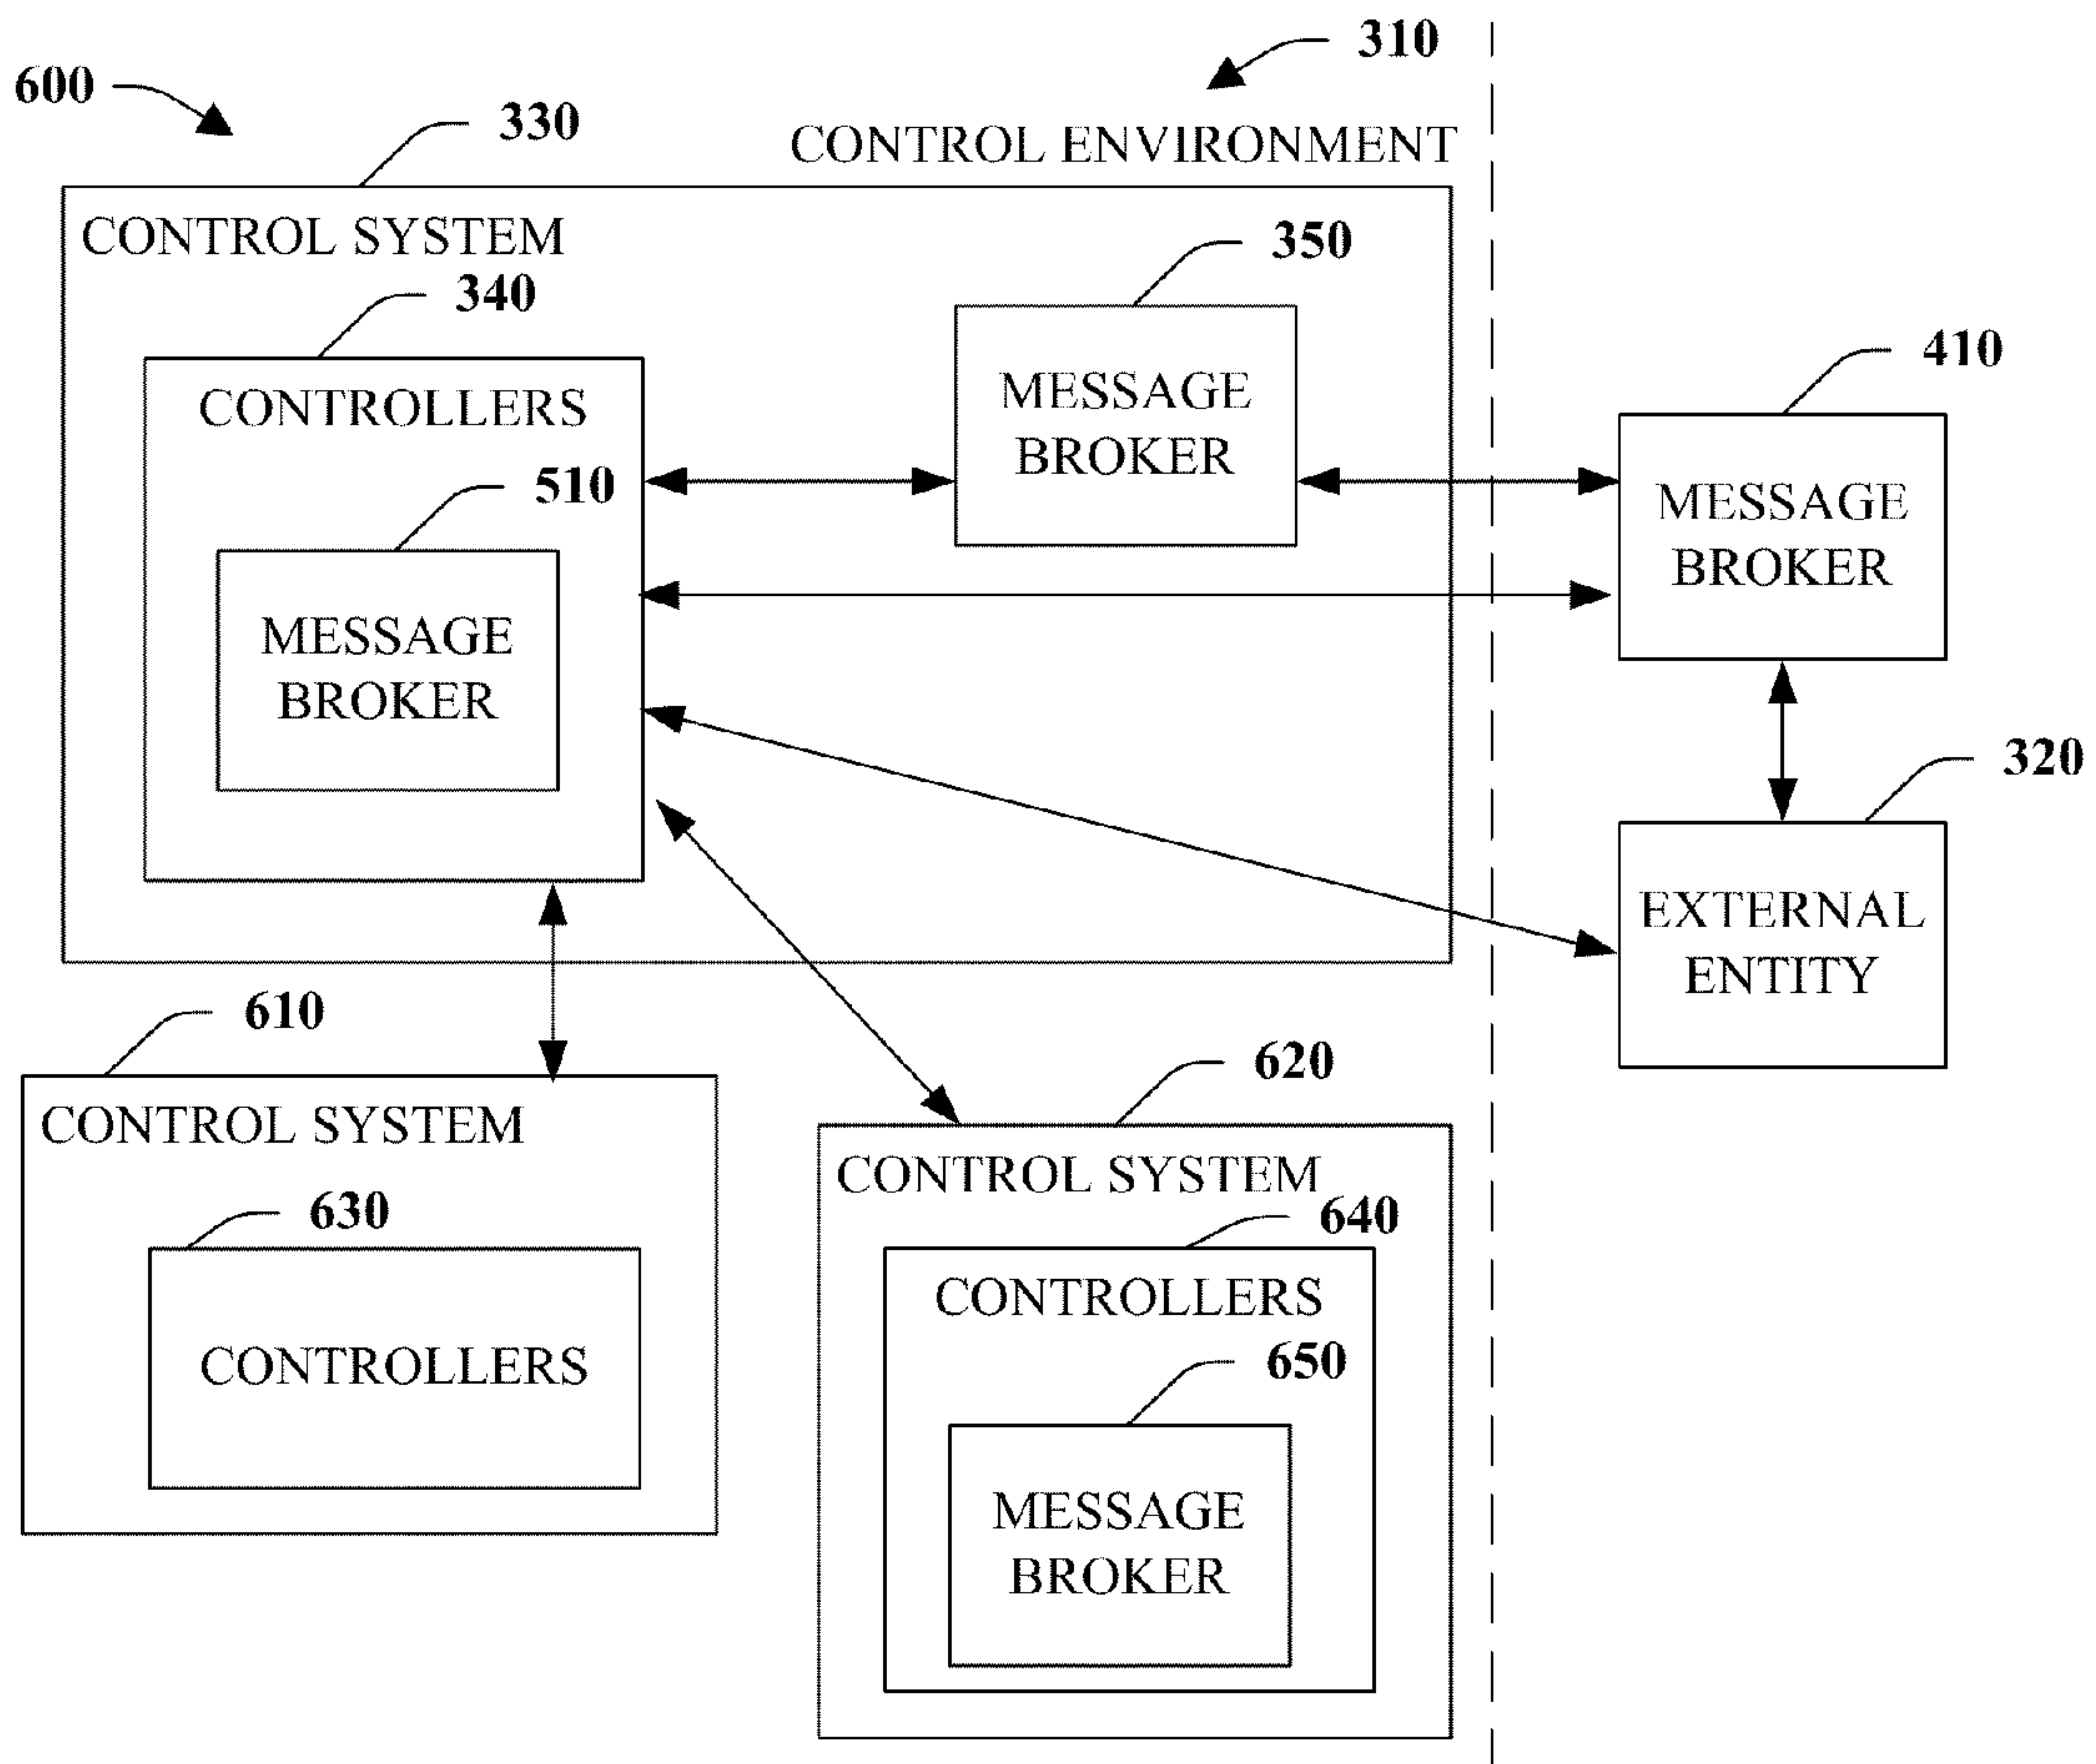 310
600
330
CONTROL ENVIRONMENT
CONTROL SYSTEM
350
340
MESSAGE
BROKER
410
CONTROLLERS
510
MESSAGE
BROKER
MESSAGE
BROKER
320
EXTERNAL
ENTITY
610
620
CONTROL SYSTEM
CONTROL SYSTEM
630
640
CONTROLLERS
CONTROLLERS
650
MESSAGE
BROKER